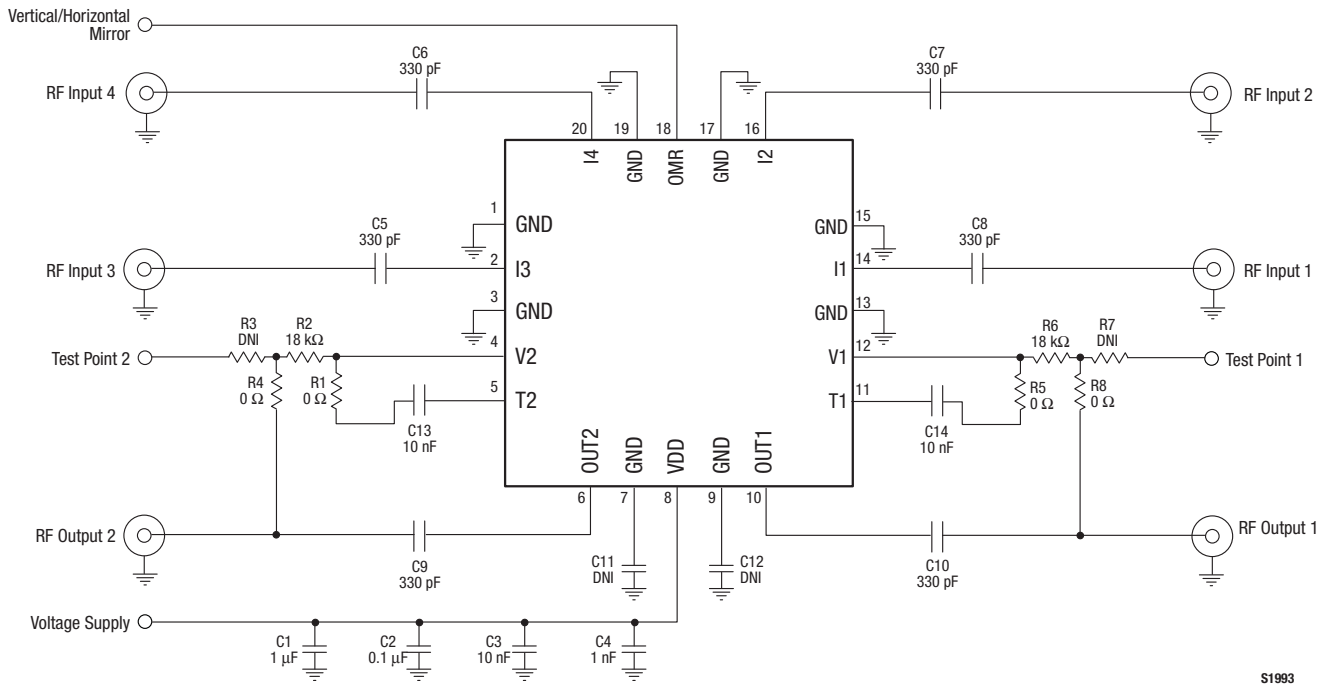 Vertical/Horizontal
Mirror
C6
330 pF
C7
330 pF
RF Input 4
RF Input 2
20
19
18
17
16
I4
GND
OMR
GND
I2
1
GND
15
GND
C5
330 pF
C8
330 pF
RF Input 3
2
I3
14
I1
RF Input 1
3
GND
13
GND
R3
DNI
R2
18 kΩ
R6
18 kΩ
R7
DNI
Test Point 2
4
V2
12
V1
Test Point 1
R4
0 Ω
R1
0 Ω
R5
0 Ω
R8
0 Ω
5
T2
11
T1
C13
10 nF
C14
10 nF
OUT2
GND
VDD
GND
OUT1
6
7
8
9
10
RF Output 2
RF Output 1
C9
330 pF
C11
DNI
C12
DNI
C10
330 pF
Voltage Supply
C1
1 μF
C2
0.1 μF
C3
10 nF
C4
1 nF
S1993